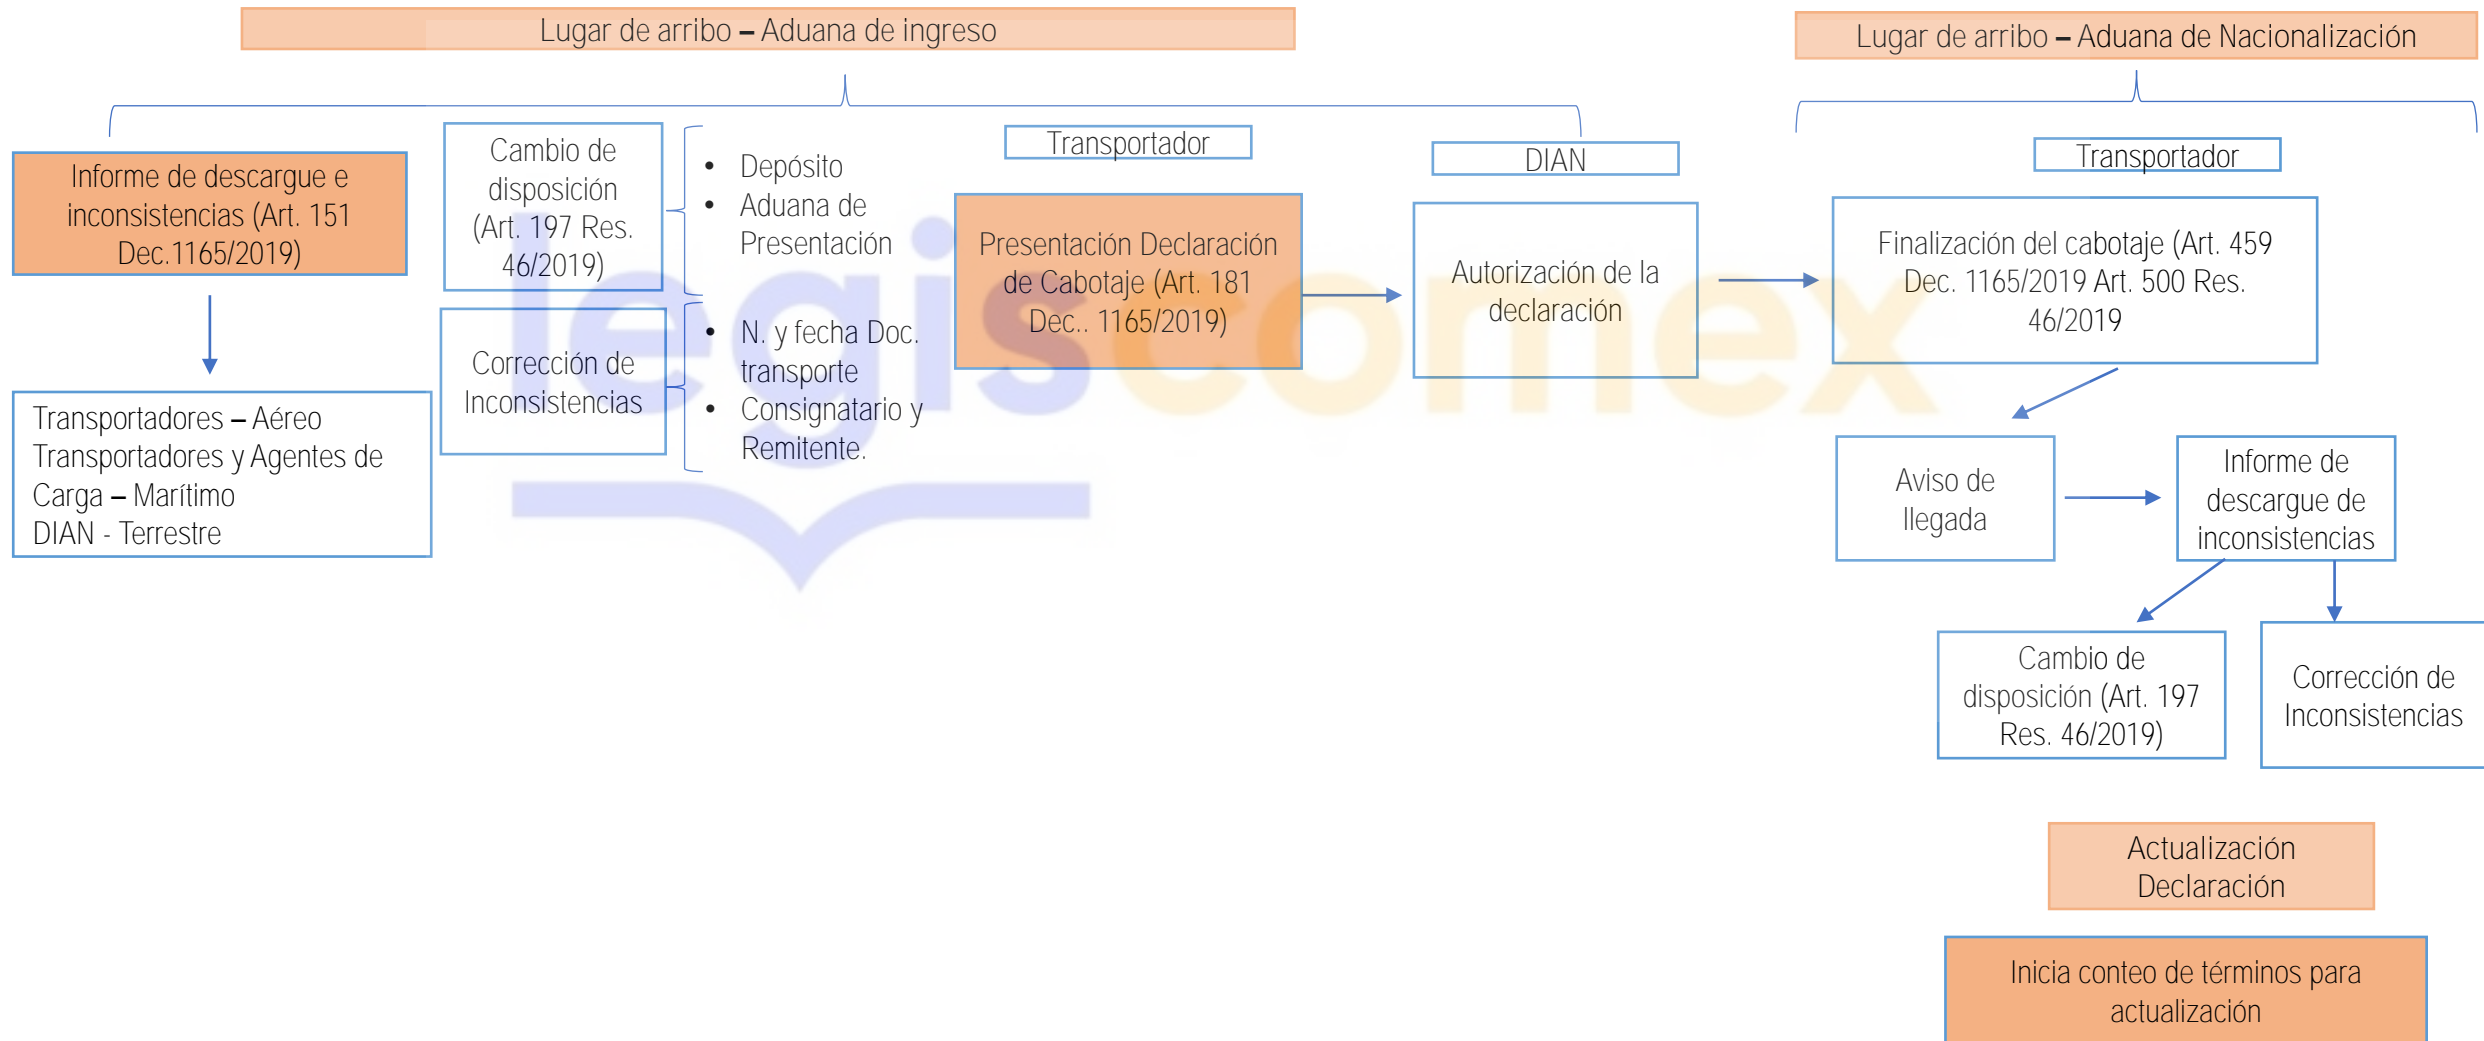 Lugar de arribo – Aduana de ingreso
Lugar de arribo – Aduana de Nacionalización
Informe de descargue e
inconsistencias (Art. 151
Dec.1165/2019)
Transportadores – Aéreo
Transportadores y Agentes de
Carga – Marítimo
DIAN - Terrestre
Cambio de
disposición
(Art. 197 Res.
46/2019)
• Depósito
• Aduana de
Presentación
Corrección de
Inconsistencias
• N. y fecha Doc.
transporte
• Consignatario y
Remitente.
Transportador
Presentación Declaración
de Cabotaje (Art. 181
Dec.. 1165/2019)
DIAN
Autorización de la
declaración
Transportador
Finalización del cabotaje (Art. 459
Dec. 1165/2019 Art. 500 Res.
46/2019
Aviso de
llegada
Informe de
descargue de
inconsistencias
Cambio de
disposición (Art. 197
Res. 46/2019)
Corrección de
Inconsistencias
Actualización
Declaración
Inicia conteo de términos para
actualización
legiscomex